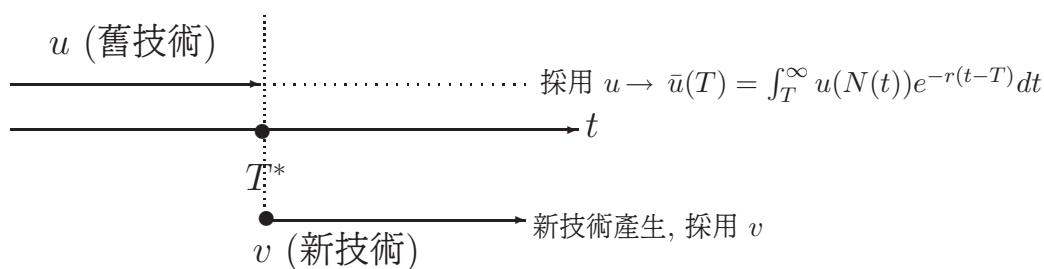 u (舊技術)
採用 u → ū(T) = ∫_T^∞ u(N(t))e^{-r(t-T)}dt
t
T*
新技術產生, 採用 v
v (新技術)